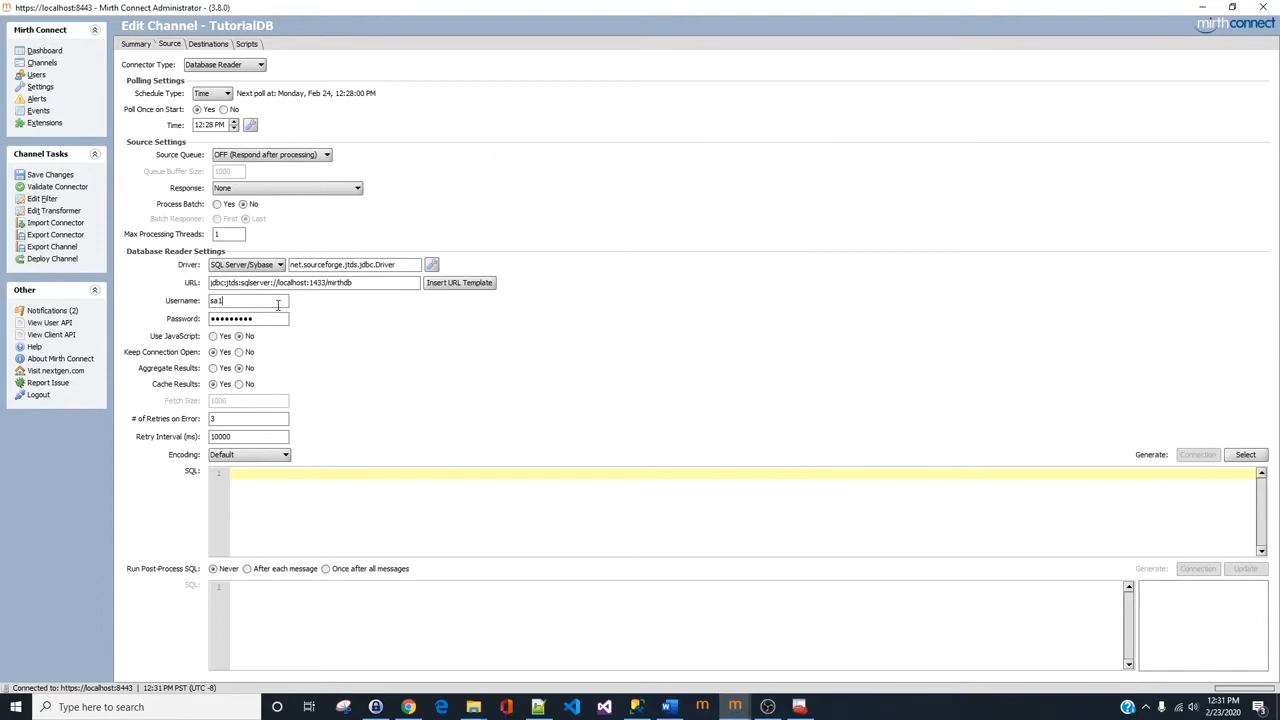 https://localhost:8443 - Mirth Connect Administrator - (3.8.0)
Mirth Connect
Dashboard
Channels
Users
Settings
Alerts
Events
Extensions
Channel Tasks
Save Changes
Validate Connector
Edit Filter
Edit Transformer
Import Connector
Export Connector
Export Channel
Deploy Channel
Other
Notifications (2)
View User API
View Client API
Help
About Mirth Connect
Visit nextgen.com
Report Issue
Logout
Edit Channel - TutorialDB
mirth connect
Summary Source Destinations Scripts
Connector Type: Database Reader
Polling Settings
Schedule Type: Time Next poll at: Monday, Feb 24, 12:28:00 PM
Poll Once on Start: Yes No
Time: 12:28 PM
Source Settings
Source Queue: OFF (Respond after processing)
Queue Buffer Size: 1000
Response: None
Process Batch: Yes No
Batch Response: First Last
Max Processing Threads: 1
Database Reader Settings
Driver: SQL Server/Sybase net.sourceforge.jtds.jdbc.Driver
URL: jdbc:jtds:sqlserver://localhost:1433/mirthdb Insert URL Template
Username: sa1
Password: •••••••••
Use JavaScript: Yes No
Keep Connection Open: Yes No
Aggregate Results: Yes No
Cache Results: Yes No
Fetch Size: 1000
# of Retries on Error: 3
Retry Interval (ms): 10000
Encoding: Default Generate: Connection Select
SQL: 1
Run Post-Process SQL: Never After each message Once after all messages Generate: Connection Update
SQL: 1
Connected to: https://localhost:8443 | 12:31 PM PST (UTC -8)
Type here to search
12:31 PM
2/23/2020